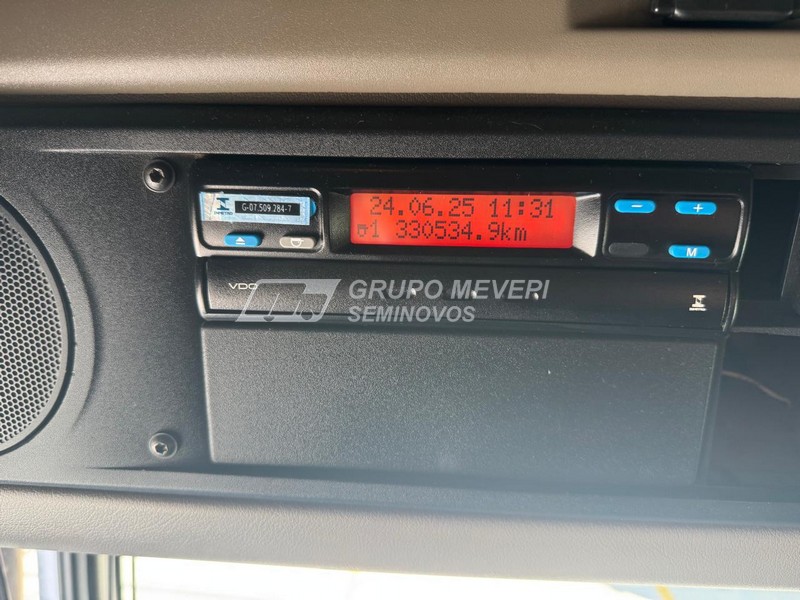 G-07.509.284-7
24.06.25 11:31
1 330534.9km
- +
M
VDO
GRUPO MEVERI
SEMINOVOS